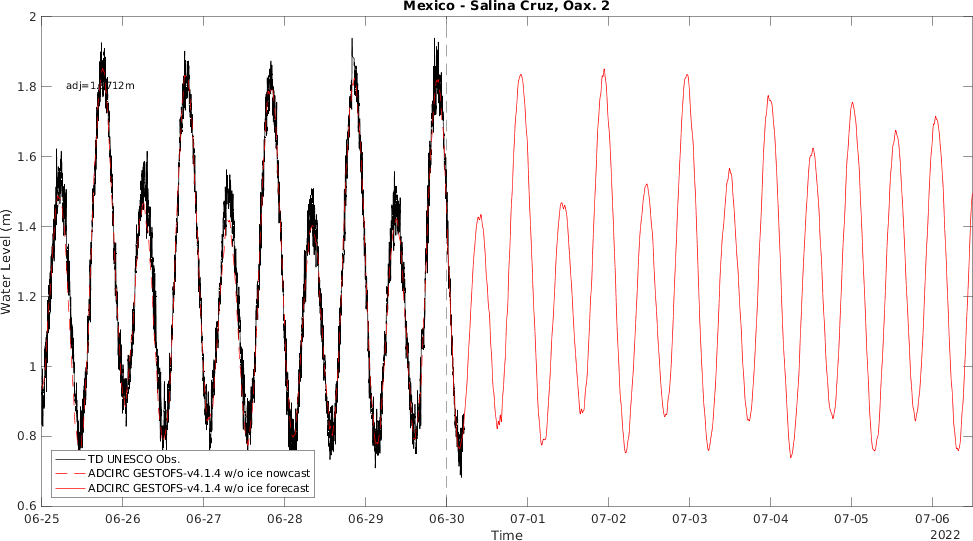 Mexico - Salina Cruz, Oax. 2
2
1.8
1.6
1.4
1.2
1
0.8
0.6
Water Level (m)
TD UNESCO Obs.
ADCIRC GESTOFS-v4.1.4 w/o ice nowcast
ADCIRC GESTOFS-v4.1.4 w/o ice forecast
06-25 06-26 06-27 06-28 06-29 06-30 07-01 07-02 07-03 07-04 07-05 07-06
Time
2022